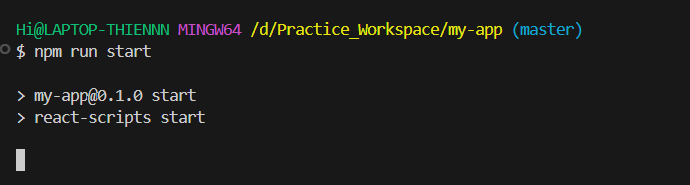 Hi@LAPTOP-THIENNN MINGW64 /d/Practice_Workspace/my-app (master)
$ npm run start
> my-app@0.1.0 start
> react-scripts start